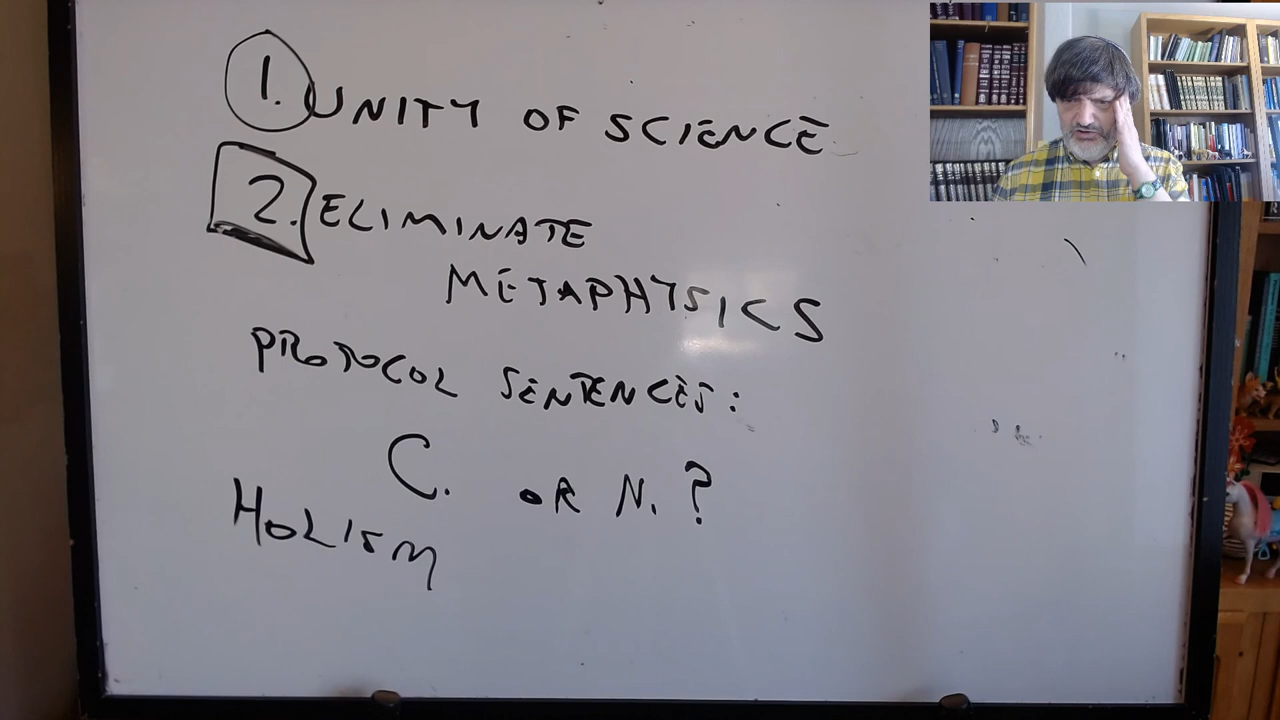 1. UNITY OF SCIENCE
2. ELIMINATE
METAPHYSICS
PROTOCOL SENTENCES:
C. OR N.?
HOLISM